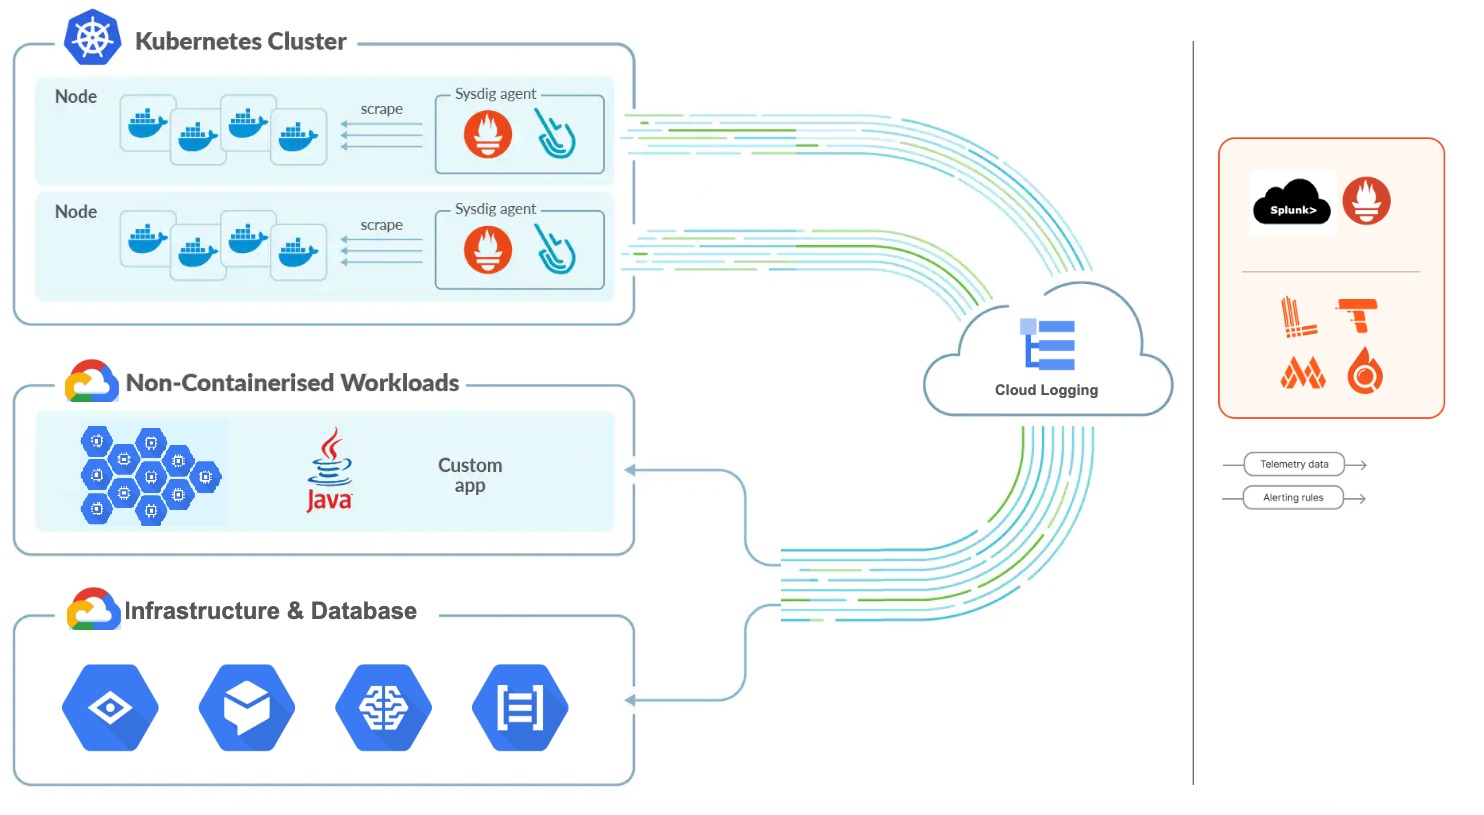 Kubernetes Cluster
Node
scrape
Sysdig agent
Node
scrape
Sysdig agent
Splunk>
Cloud Logging
Non-Containerised Workloads
Java
Custom
app
Telemetry data
Alerting rules
Infrastructure & Database